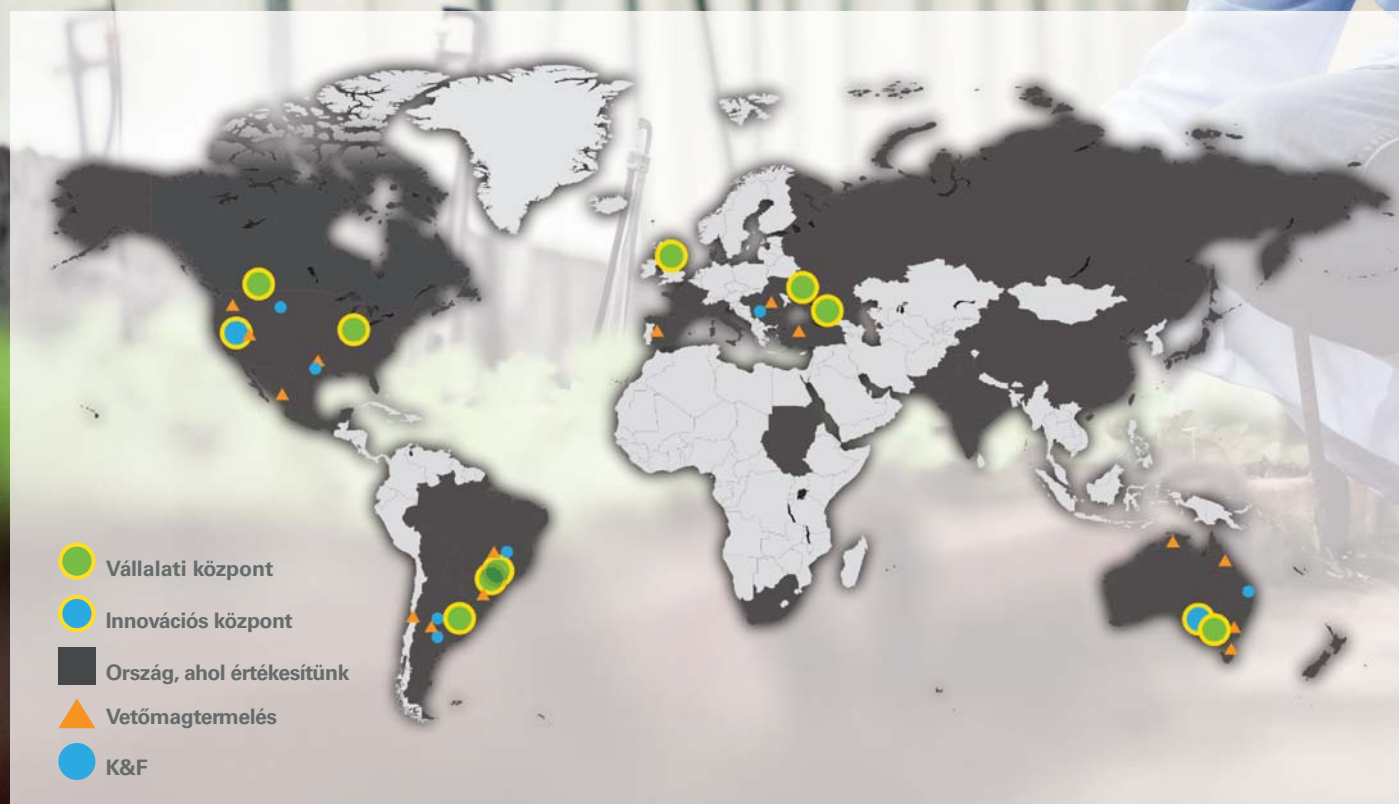 Vállalati központ
Innovációs központ
Ország, ahol értékesítünk
Vetőmagtermelés
K&F